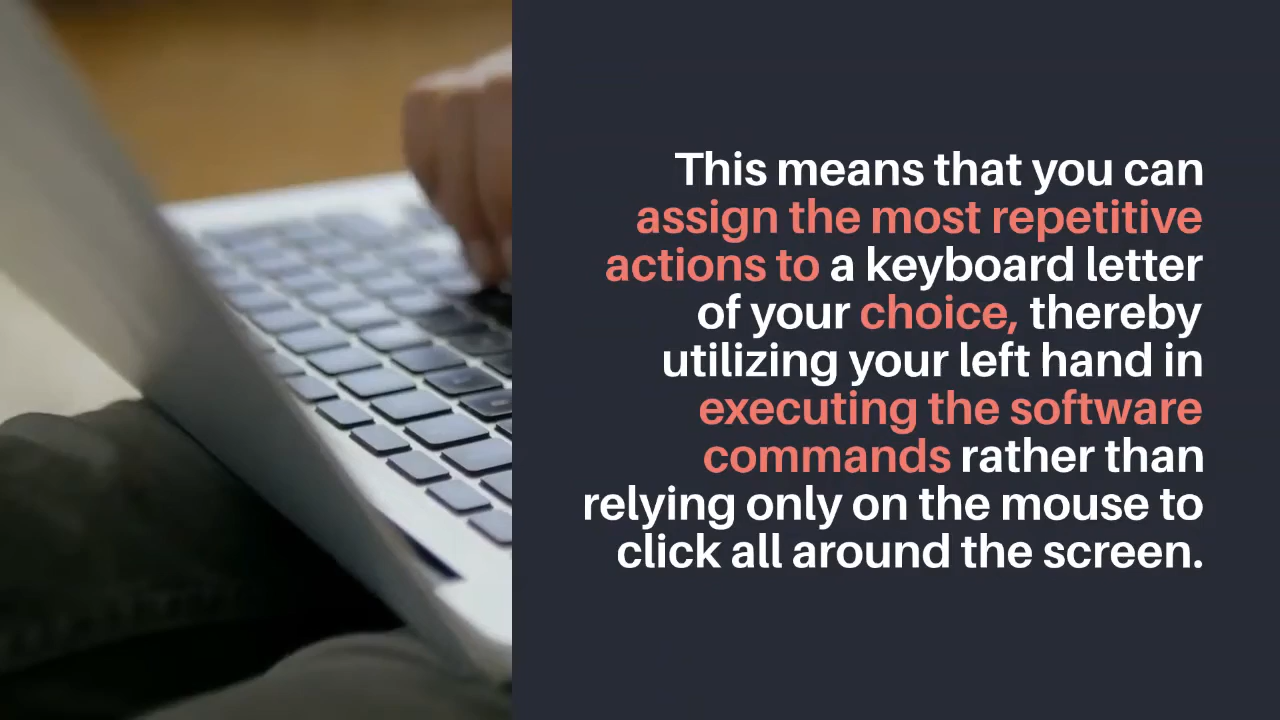 This means that you can
assign the most repetitive
actions to a keyboard letter
of your choice, thereby
utilizing your left hand in
executing the software
commands rather than
relying only on the mouse to
click all around the screen.